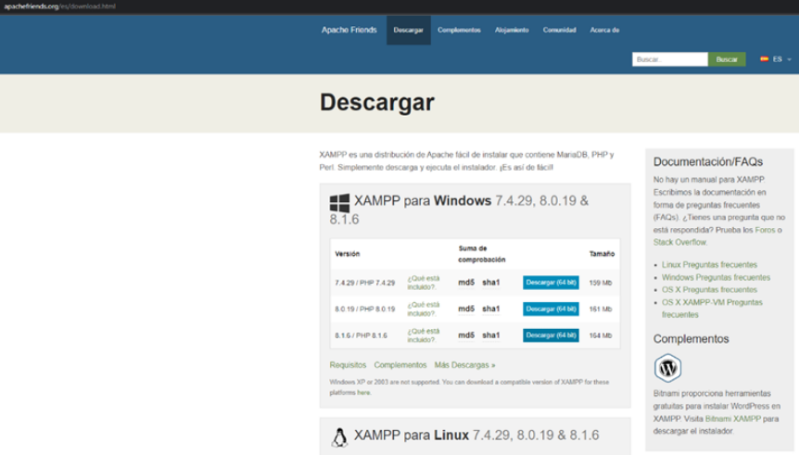 apachefriends.org/es/download.html
Apache Friends Descargar Complementos Alojamiento Comunidad Acerca de
Buscar... Buscar ES
Descargar
XAMPP es una distribución de Apache fácil de instalar que contiene MariaDB, PHP y
Perl. Simplemente descarga y ejecuta el instalador. ¡Es así de fácil!
XAMPP para Windows 7.4.29, 8.0.19 &
8.1.6
Versión Suma de comprobación Tamaño
7.4.29 / PHP 7.4.29 ¿Qué está incluido? md5 sha1 Descargar (64 bit) 159 Mb
8.0.19 / PHP 8.0.19 ¿Qué está incluido? md5 sha1 Descargar (64 bit) 161 Mb
8.1.6 / PHP 8.1.6 ¿Qué está incluido? md5 sha1 Descargar (64 bit) 164 Mb
Requisitos Complementos Más Descargas »
Windows XP or 2003 are not supported. You can download a compatible version of XAMPP for these
platforms here.
XAMPP para Linux 7.4.29, 8.0.19 & 8.1.6
Documentación/FAQs
No hay un manual para XAMPP.
Escribimos la documentación en
forma de preguntas frecuentes
(FAQs). ¿Tienes una pregunta que no
está respondida? Prueba los Foros o
Stack Overflow.
Linux Preguntas frecuentes
Windows Preguntas frecuentes
OS X Preguntas frecuentes
OS X XAMPP-VM Preguntas
frecuentes
Complementos
Bitnami proporciona herramientas
gratuitas para instalar WordPress en
XAMPP. Visita Bitnami XAMPP para
descargar el instalador.